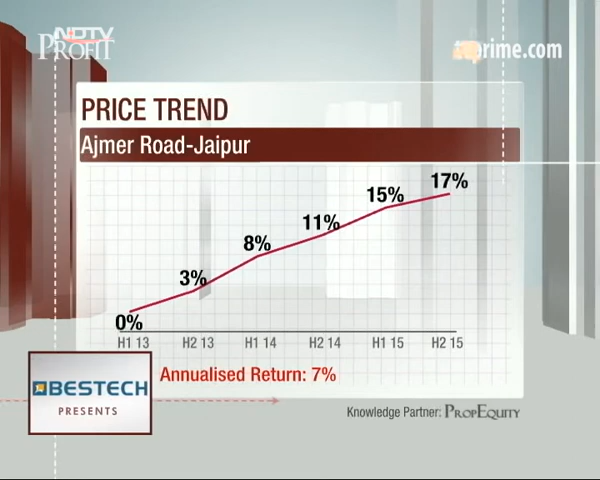 NDTV
PROFIT
prime.com
PRICE TREND
Ajmer Road-Jaipur
0%
3%
8%
11%
15%
17%
H1 13
H2 13
H1 14
H2 14
H1 15
H2 15
Annualised Return: 7%
BESTECH
PRESENTS
Knowledge Partner: PROPEQUITY